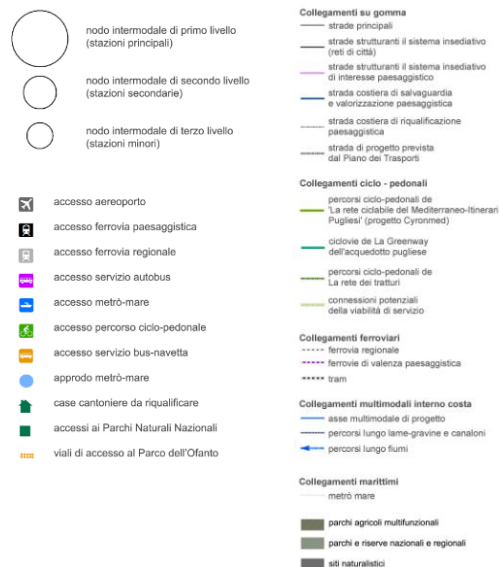 nodo intermodale di primo livello
(stazioni principali)
nodo intermodale di secondo livello
(stazioni secondarie)
nodo intermodale di terzo livello
(stazioni minori)
accesso aereoporto
accesso ferrovia paesaggistica
accesso ferrovia regionale
accesso servizio autobus
accesso metrò-mare
accesso percorso ciclo-pedonale
accesso servizio bus-navetta
approdo metrò-mare
case cantoniere da riqualificare
accessi ai Parchi Naturali Nazionali
viali di accesso al Parco dell'Ofanto
Collegamenti su gomma
strade principali
strade strutturanti il sistema insediativo
(reti di città)
strade strutturanti il sistema insediativo
di interesse paesaggistico
strada costiera di salvaguardia
e valorizzazione paesaggistica
strada costiera di riqualificazione
paesaggistica
strada di progetto prevista
dal Piano dei Trasporti
Collegamenti ciclo - pedonali
percorsi ciclo-pedonali de
'La rete ciclabile del Mediterraneo-Itinerari
Pugliesi' (progetto Cyronmed)
ciclovie de La Greenway
dell'acquedotto pugliese
percorsi ciclo-pedonali de
La rete dei tratturi
connessioni potenziali
della viabilità di servizio
Collegamenti ferroviari
ferrovia regionale
ferrovie di valenza paesaggistica
tram
Collegamenti multimodali interno costa
asse multimodale di progetto
percorsi lungo lame-gravine e canaloni
percorsi lungo fiumi
Collegamenti marittimi
metrò mare
parchi agricoli multifunzionali
parchi e riserve nazionali e regionali
siti naturalistici